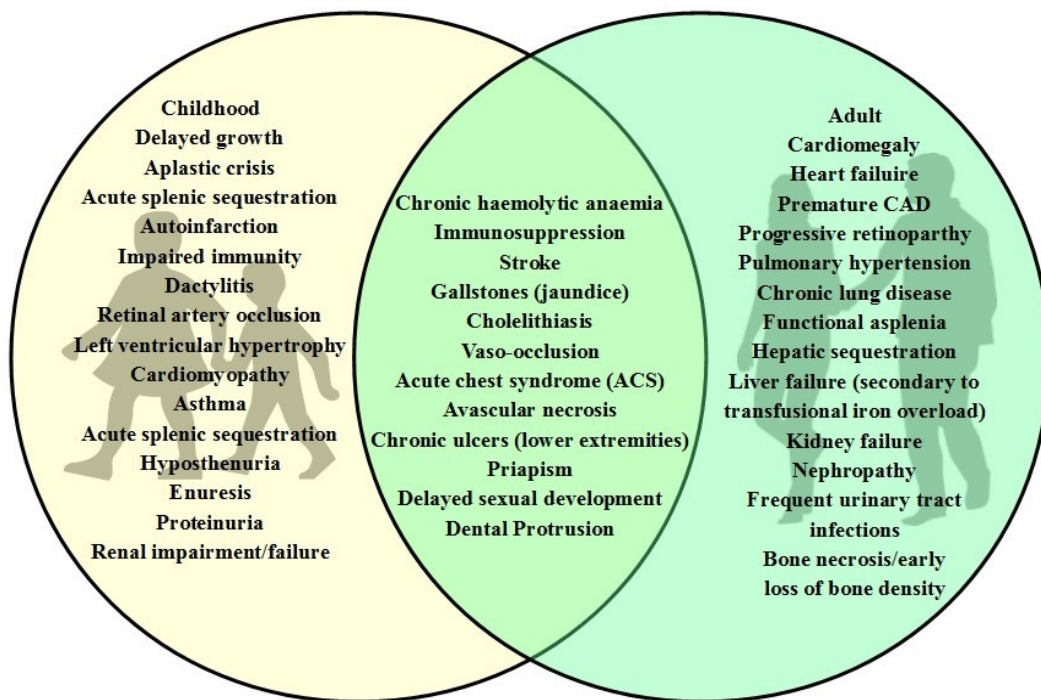 Childhood
Delayed growth
Aplastic crisis
Acute splenic sequestration
Autoinfarction
Impaired immunity
Dactylitis
Retinal artery occlusion
Left ventricular hypertrophy
Cardiomyopathy
Asthma
Acute splenic sequestration
Hyposthenuria
Enuresis
Proteinuria
Renal impairment/failure
Chronic haemolytic anaemia
Immunosuppression
Stroke
Gallstones (jaundice)
Cholelithiasis
Vaso-occlusion
Acute chest syndrome (ACS)
Avascular necrosis
Chronic ulcers (lower extremities)
Priapism
Delayed sexual development
Dental Protrusion
Adult
Cardiomegaly
Heart failuire
Premature CAD
Progressive retinoparthy
Pulmonary hypertension
Chronic lung disease
Functional asplenia
Hepatic sequestration
Liver failure (secondary to
transfusional iron overload)
Kidney failure
Nephropathy
Frequent urinary tract
infections
Bone necrosis/early
loss of bone density